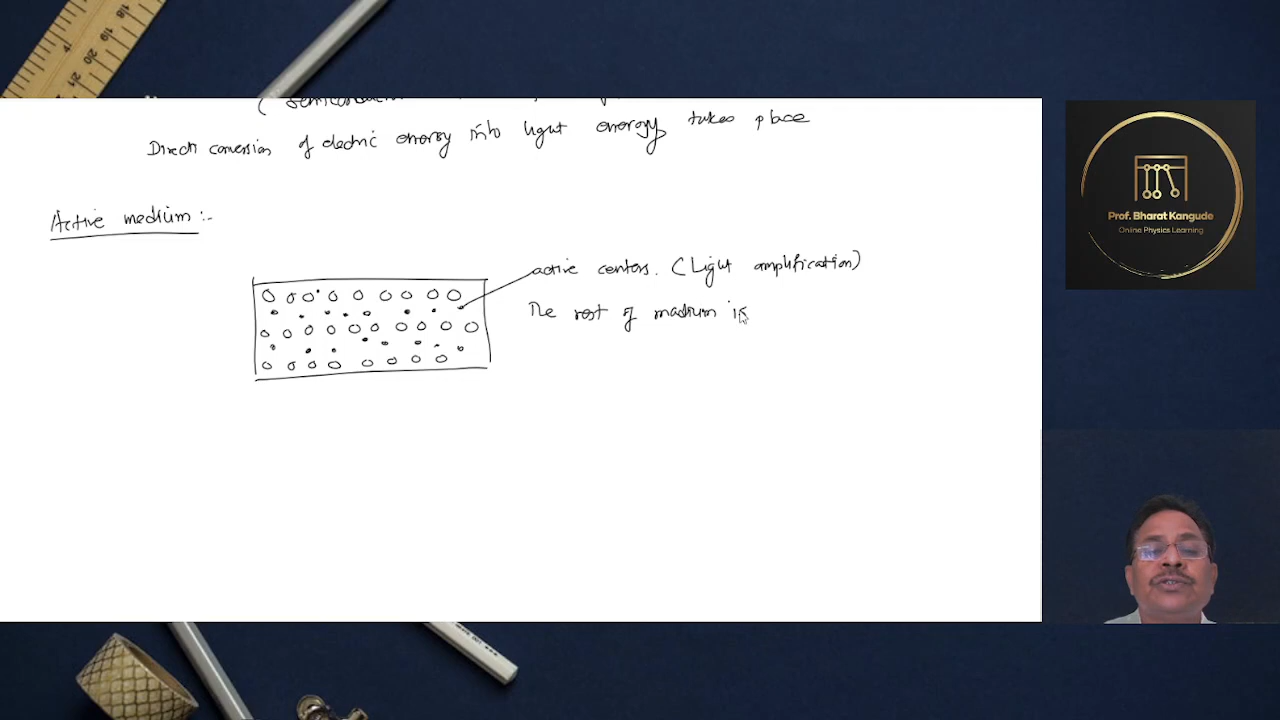 (Semiconductor
Direct conversion of electric energy into light energy takes place
Active medium :-
active centers. (Light amplification)
The rest of medium is
Prof. Bharat Kangude
Online Physics Learning